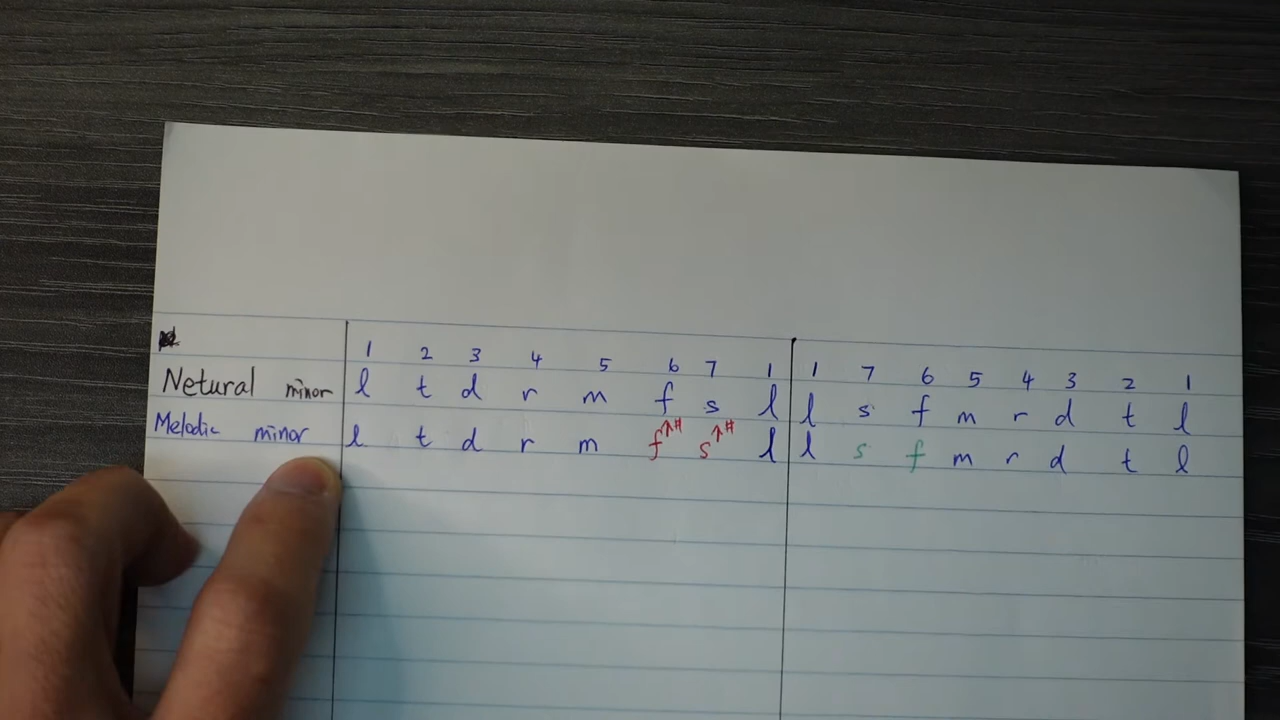 1 2 3 4 5 6 7 1 1 7 6 5 4 3 2 1
Netural minor l t d r m f s l l s f m r d t l
Melodic minor l t d r m f↑# s↑# l l s f m r d t l